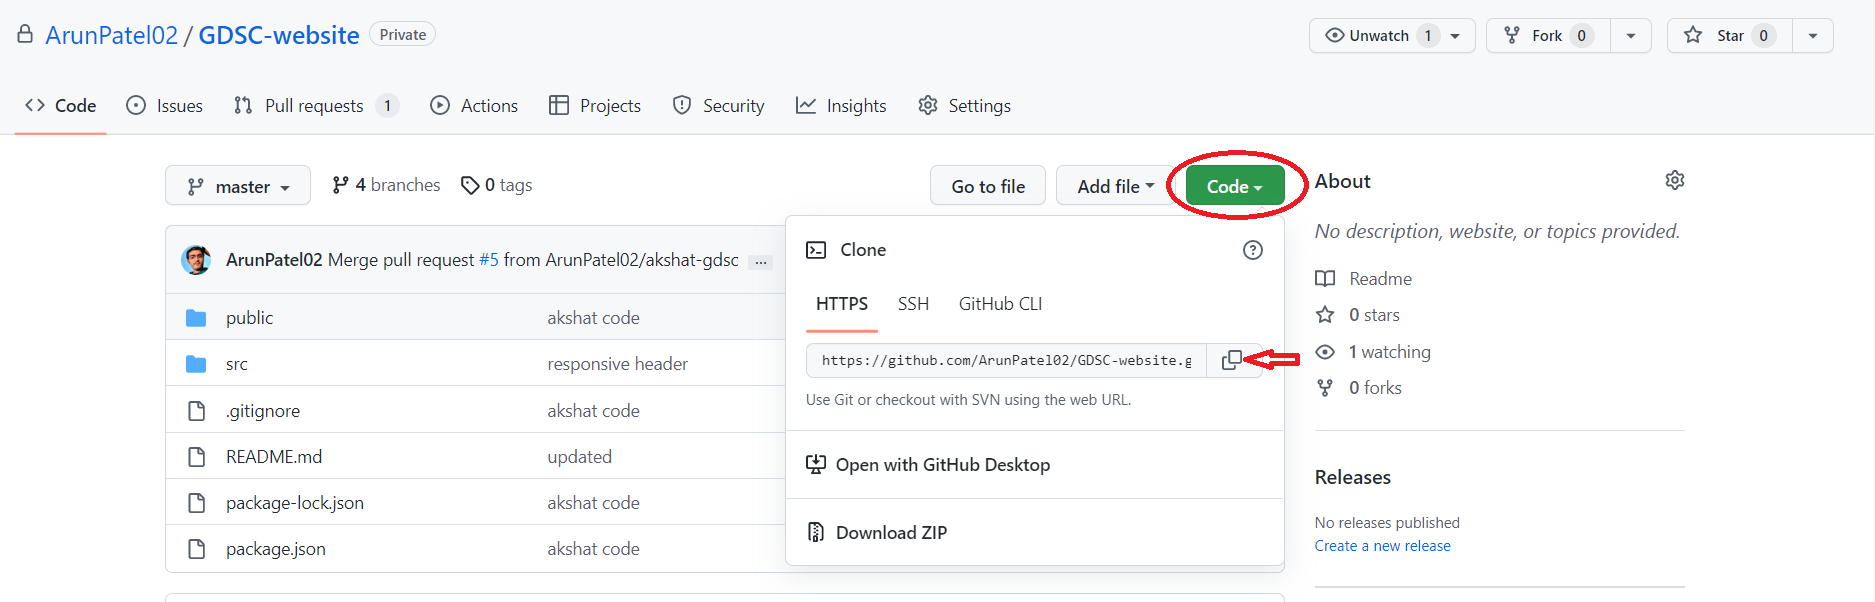 ArunPatel02 / GDSC-website Private
Unwatch 1
Fork 0
Star 0
Code
Issues
Pull requests 1
Actions
Projects
Security
Insights
Settings
master
4 branches
0 tags
Go to file
Add file
Code
ArunPatel02 Merge pull request #5 from ArunPatel02/akshat-gdsc ...
public akshat code
src responsive header
.gitignore akshat code
README.md updated
package-lock.json akshat code
package.json akshat code
Clone
HTTPS SSH GitHub CLI
https://github.com/ArunPatel02/GDSC-website.g
Use Git or checkout with SVN using the web URL.
Open with GitHub Desktop
Download ZIP
About
No description, website, or topics provided.
Readme
0 stars
1 watching
0 forks
Releases
No releases published
Create a new release